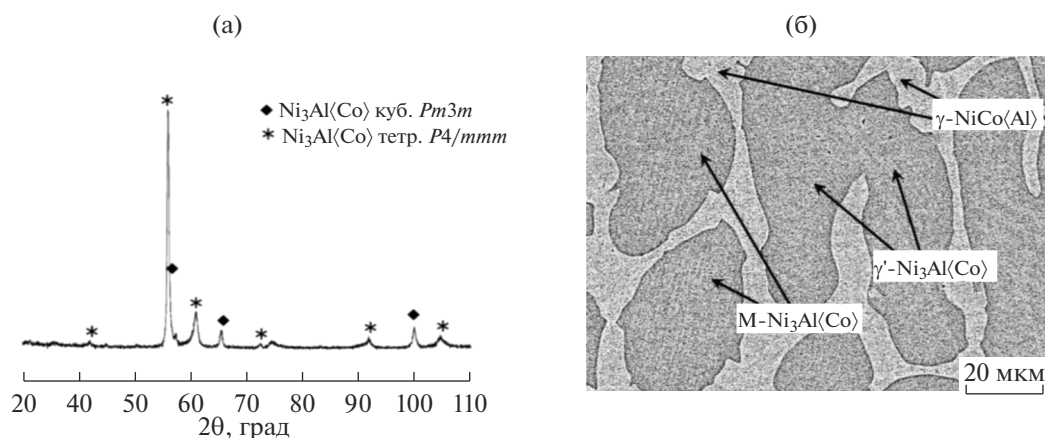 (а)
(б)
◆ Ni₃Al⟨Co⟩ куб. Pm3m
* Ni₃Al⟨Co⟩ тетр. P4/mmm
20 30 40 50 60 70 80 90 100 110
2θ, град
γ-NiCo⟨Al⟩
γ'-Ni₃Al⟨Co⟩
M-Ni₃Al⟨Co⟩
20 мкм